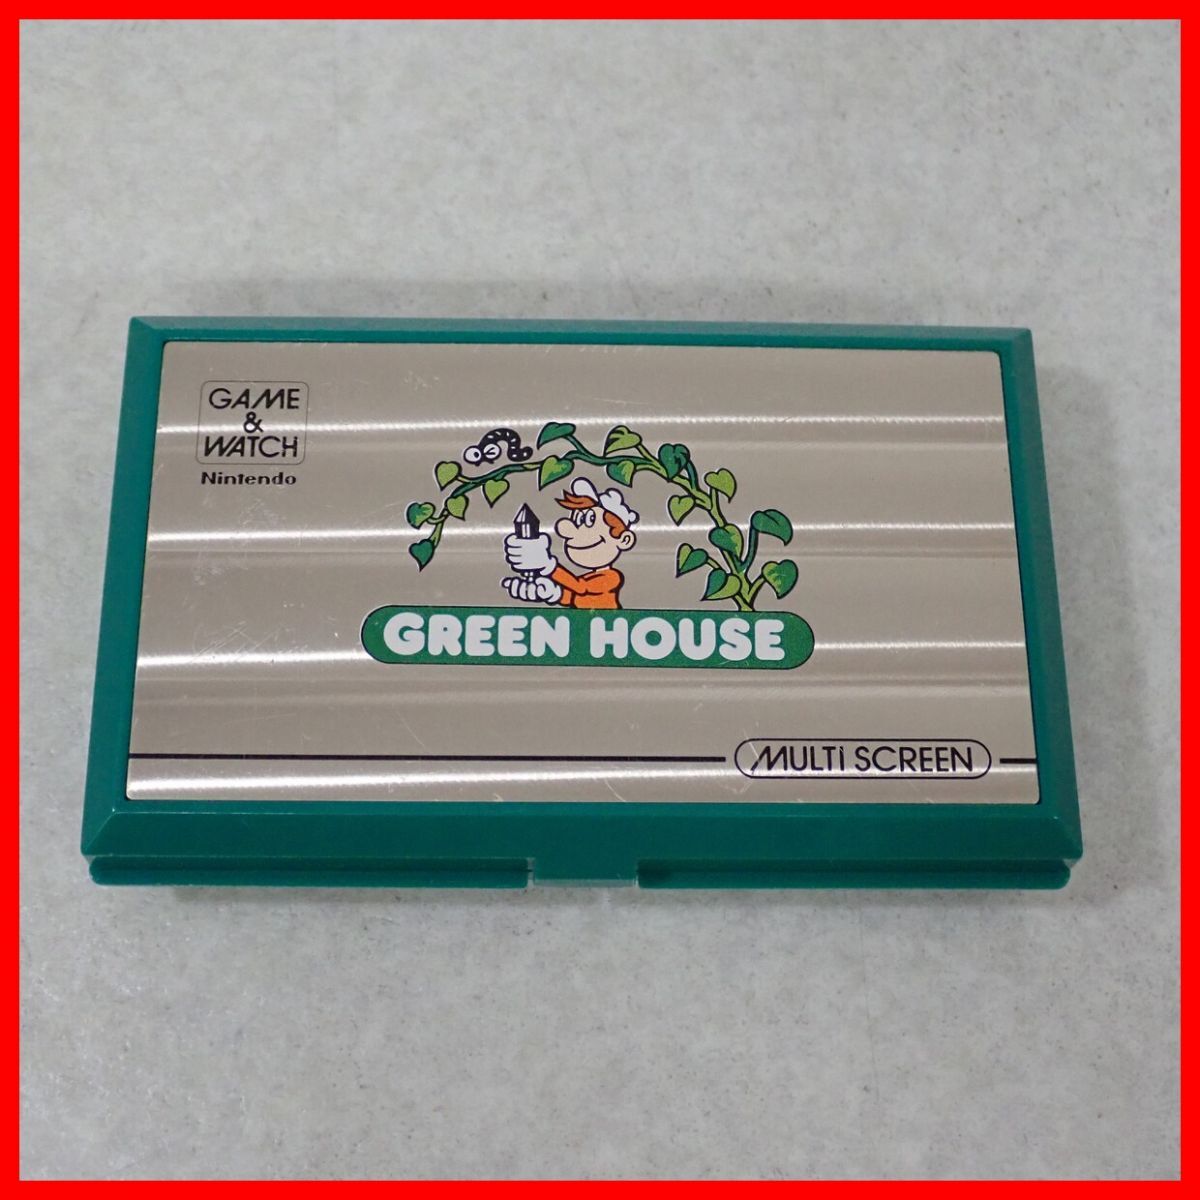 GAME
&
WATCH
Nintendo
GREEN HOUSE
MULTI SCREEN